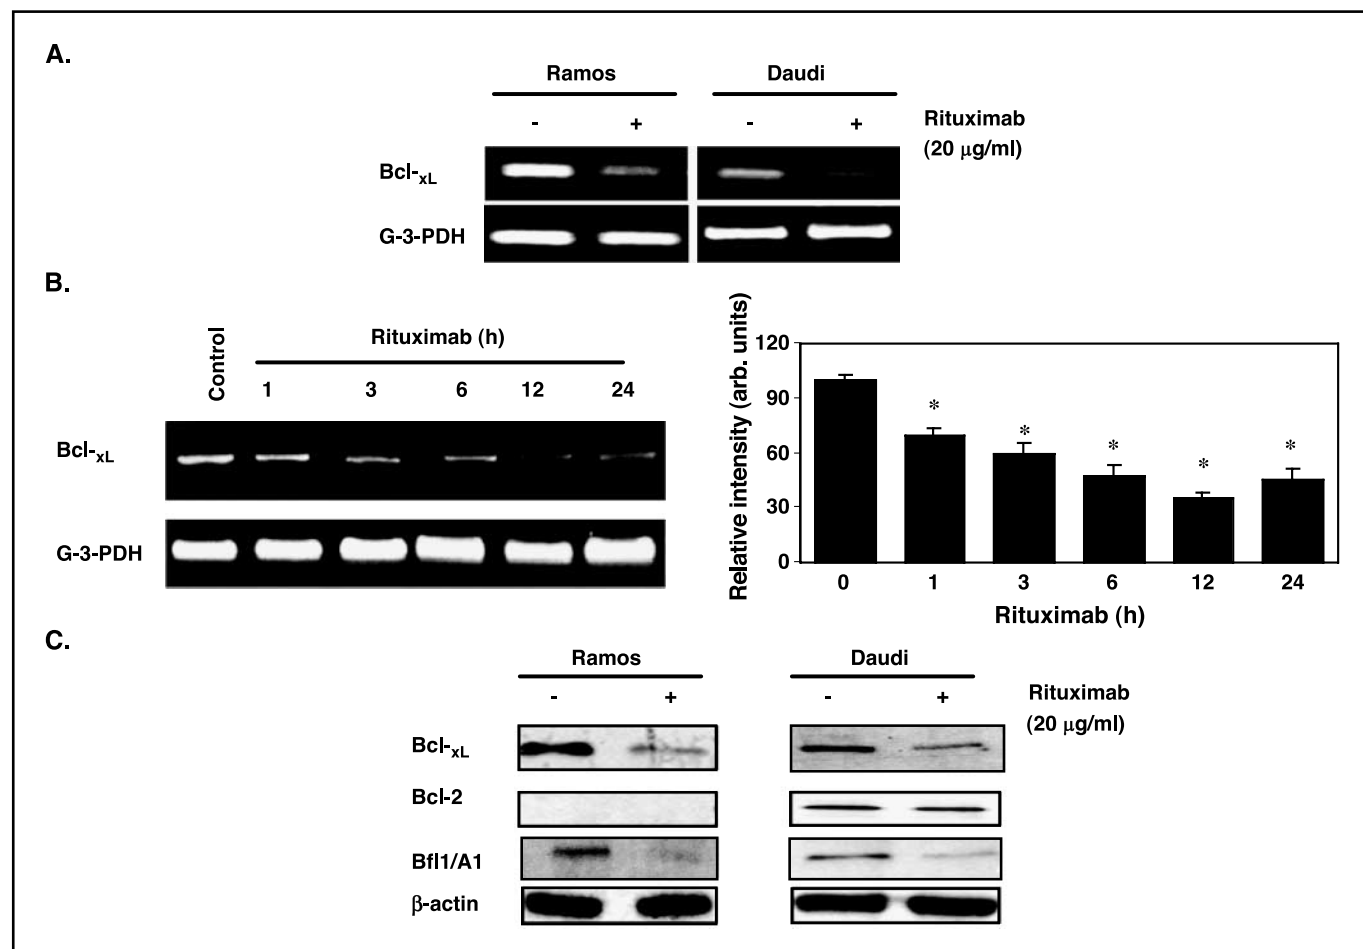 A.
Ramos Daudi
- + - + Rituximab
(20 μg/ml)
Bcl-xL
G-3-PDH
B.
Control
Rituximab (h)
1 3 6 12 24
Bcl-xL
G-3-PDH
Relative intensity (arb. units)
120
90
60
30
0
* * * * *
0 1 3 6 12 24
Rituximab (h)
C.
Ramos Daudi
- + - + Rituximab
(20 μg/ml)
Bcl-xL
Bcl-2
Bfl1/A1
β-actin